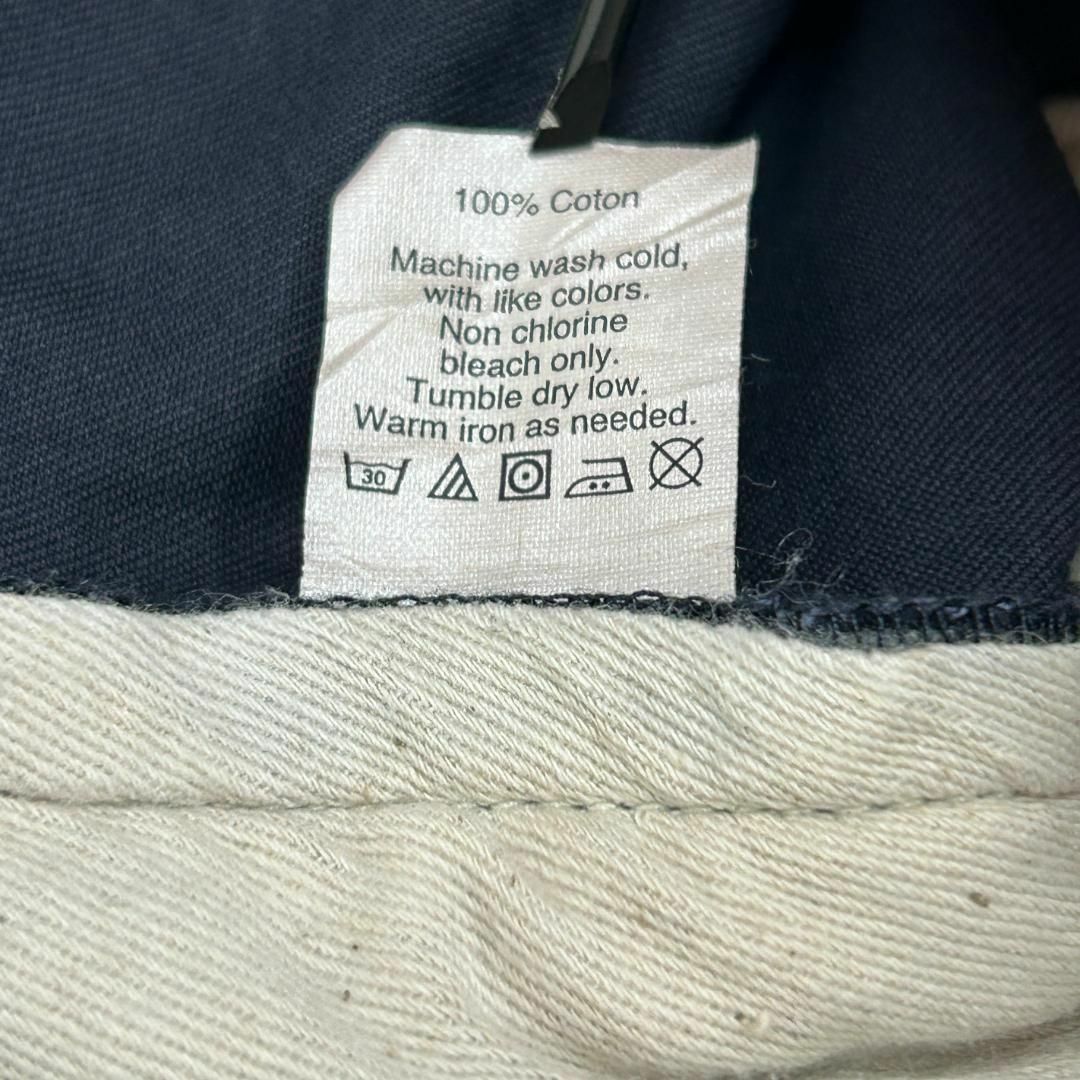 100% Coton
Machine wash cold,
with like colors.
Non chlorine
bleach only.
Tumble dry low.
Warm iron as needed.
30